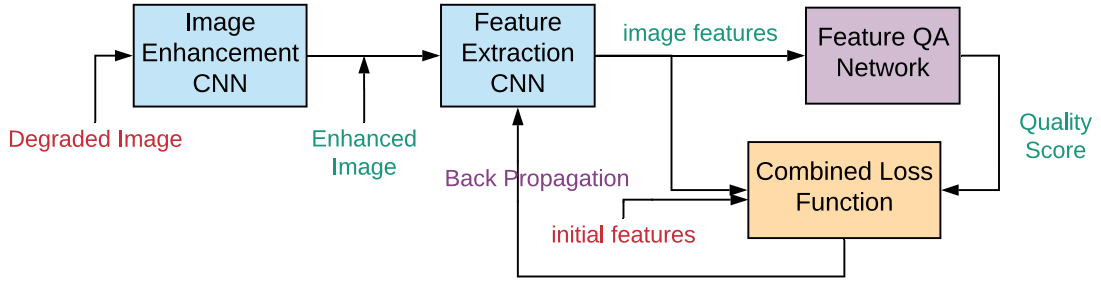 Image
Enhancement
CNN
Feature
Extraction
CNN
image features
Feature QA
Network
Degraded Image
Enhanced
Image
Quality
Score
Back Propagation
Combined Loss
Function
initial features